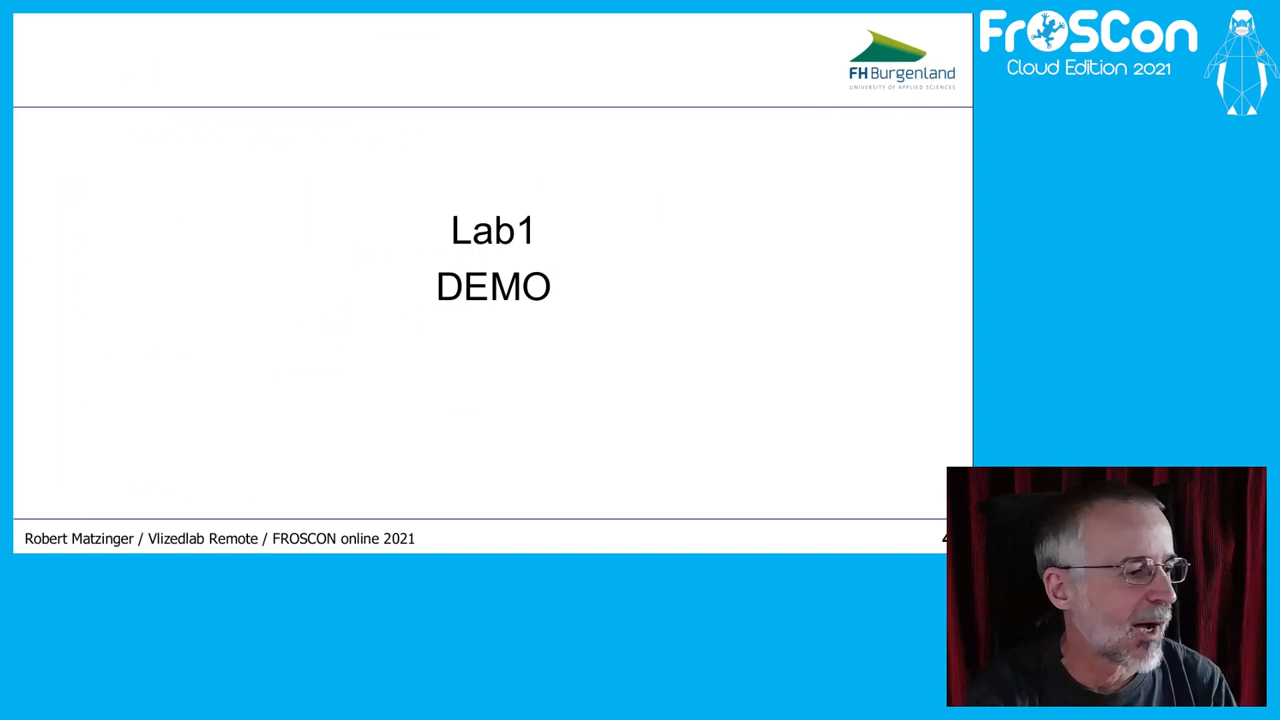 FrOSCon
Cloud Edition 2021
FH Burgenland
UNIVERSITY OF APPLIED SCIENCES
Lab1
DEMO
Robert Matzinger / Vlizedlab Remote / FROSCON online 2021